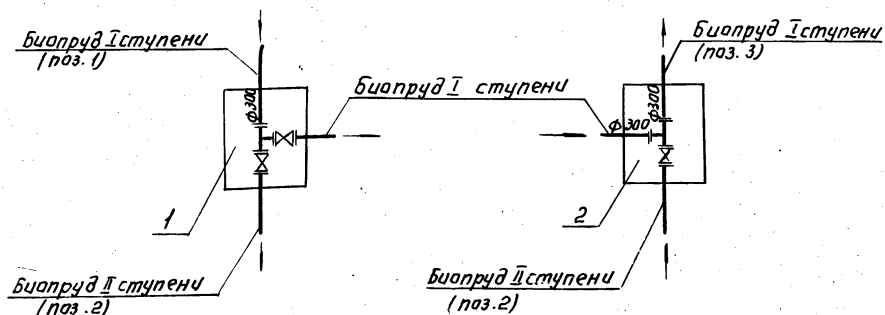 Биопруд I ступени
(поз. 1)
Биопруд I ступени
(поз. 3)
Биопруд I ступени
ф300
ф300
ф300
1
2
Биопруд II ступени
(поз. 2)
Биопруд II ступени
(поз. 2)